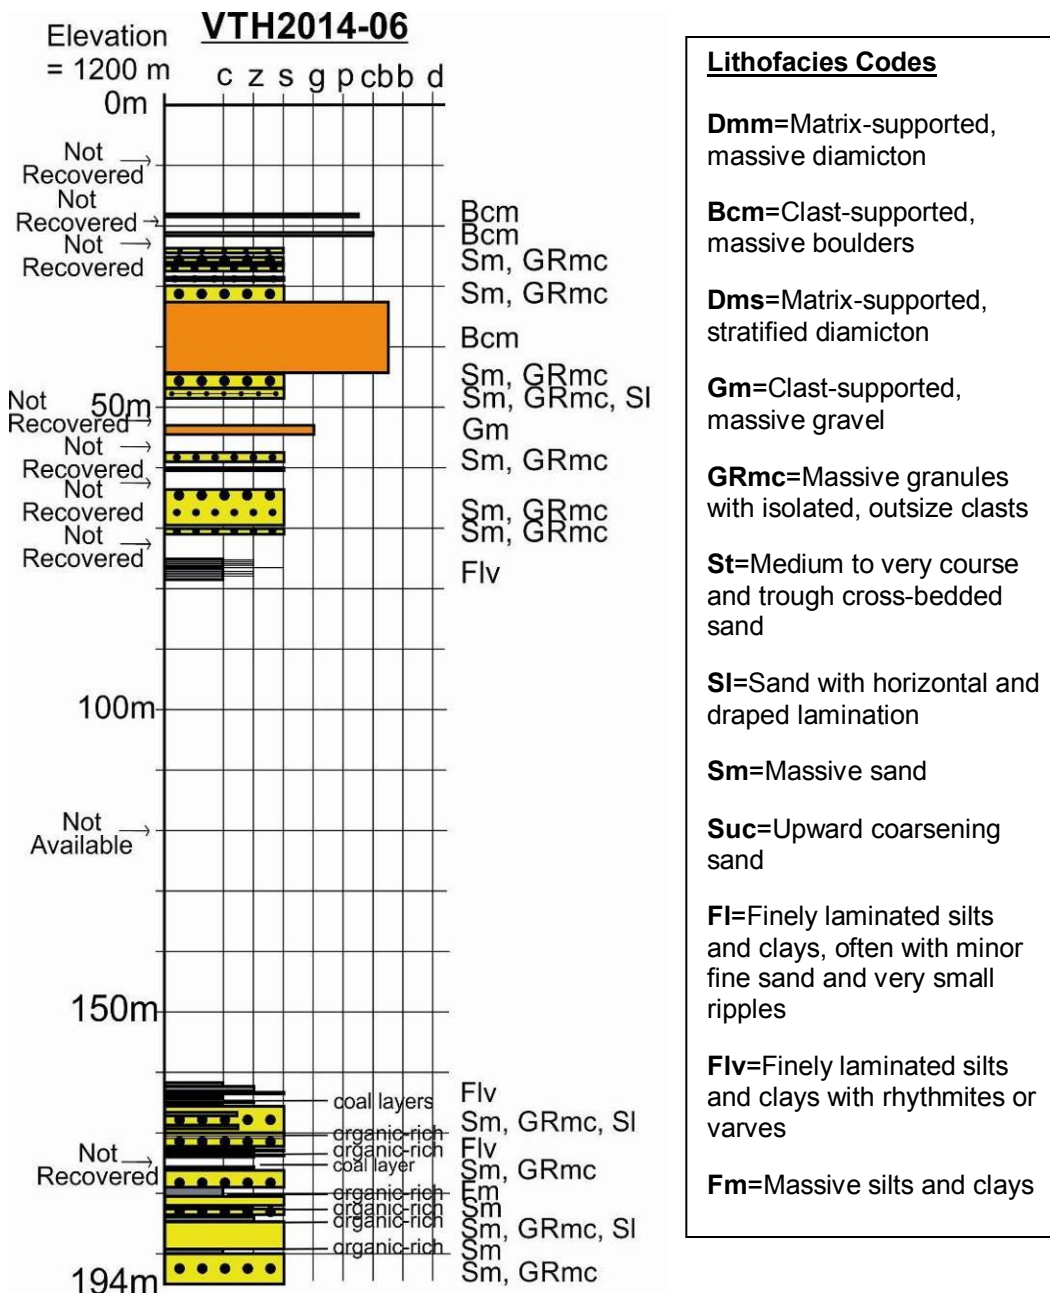 VTH2014-06
Elevation
= 1200 m
c z s g p cb b d
0m
Not
Recovered
Not
Recovered
Bcm
Bcm
Not
Recovered
Sm, GRmc
Sm, GRmc
Bcm
Sm, GRmc
Sm, GRmc, Sl
Not
50m
Recovered
Gm
Not
Recovered
Sm, GRmc
Not
Recovered
Sm, GRmc
Sm, GRmc
Not
Recovered
Flv
100m
Not
Available
150m
Flv
coal layers
Sm, GRmc, Sl
organic-rich
organic-rich
Flv
Not
Recovered
coal layer
Sm, GRmc
Fm
organic-rich
Sm
organic-rich
organic-rich
Sm, GRmc, Sl
organic-rich
Sm
Sm, GRmc
194m
Lithofacies Codes
Dmm=Matrix-supported,
massive diamicton
Bcm=Clast-supported,
massive boulders
Dms=Matrix-supported,
stratified diamicton
Gm=Clast-supported,
massive gravel
GRmc=Massive granules
with isolated, outsize clasts
St=Medium to very course
and trough cross-bedded
sand
Sl=Sand with horizontal and
draped lamination
Sm=Massive sand
Suc=Upward coarsening
sand
Fl=Finely laminated silts
and clays, often with minor
fine sand and very small
ripples
Flv=Finely laminated silts
and clays with rhythmites or
varves
Fm=Massive silts and clays